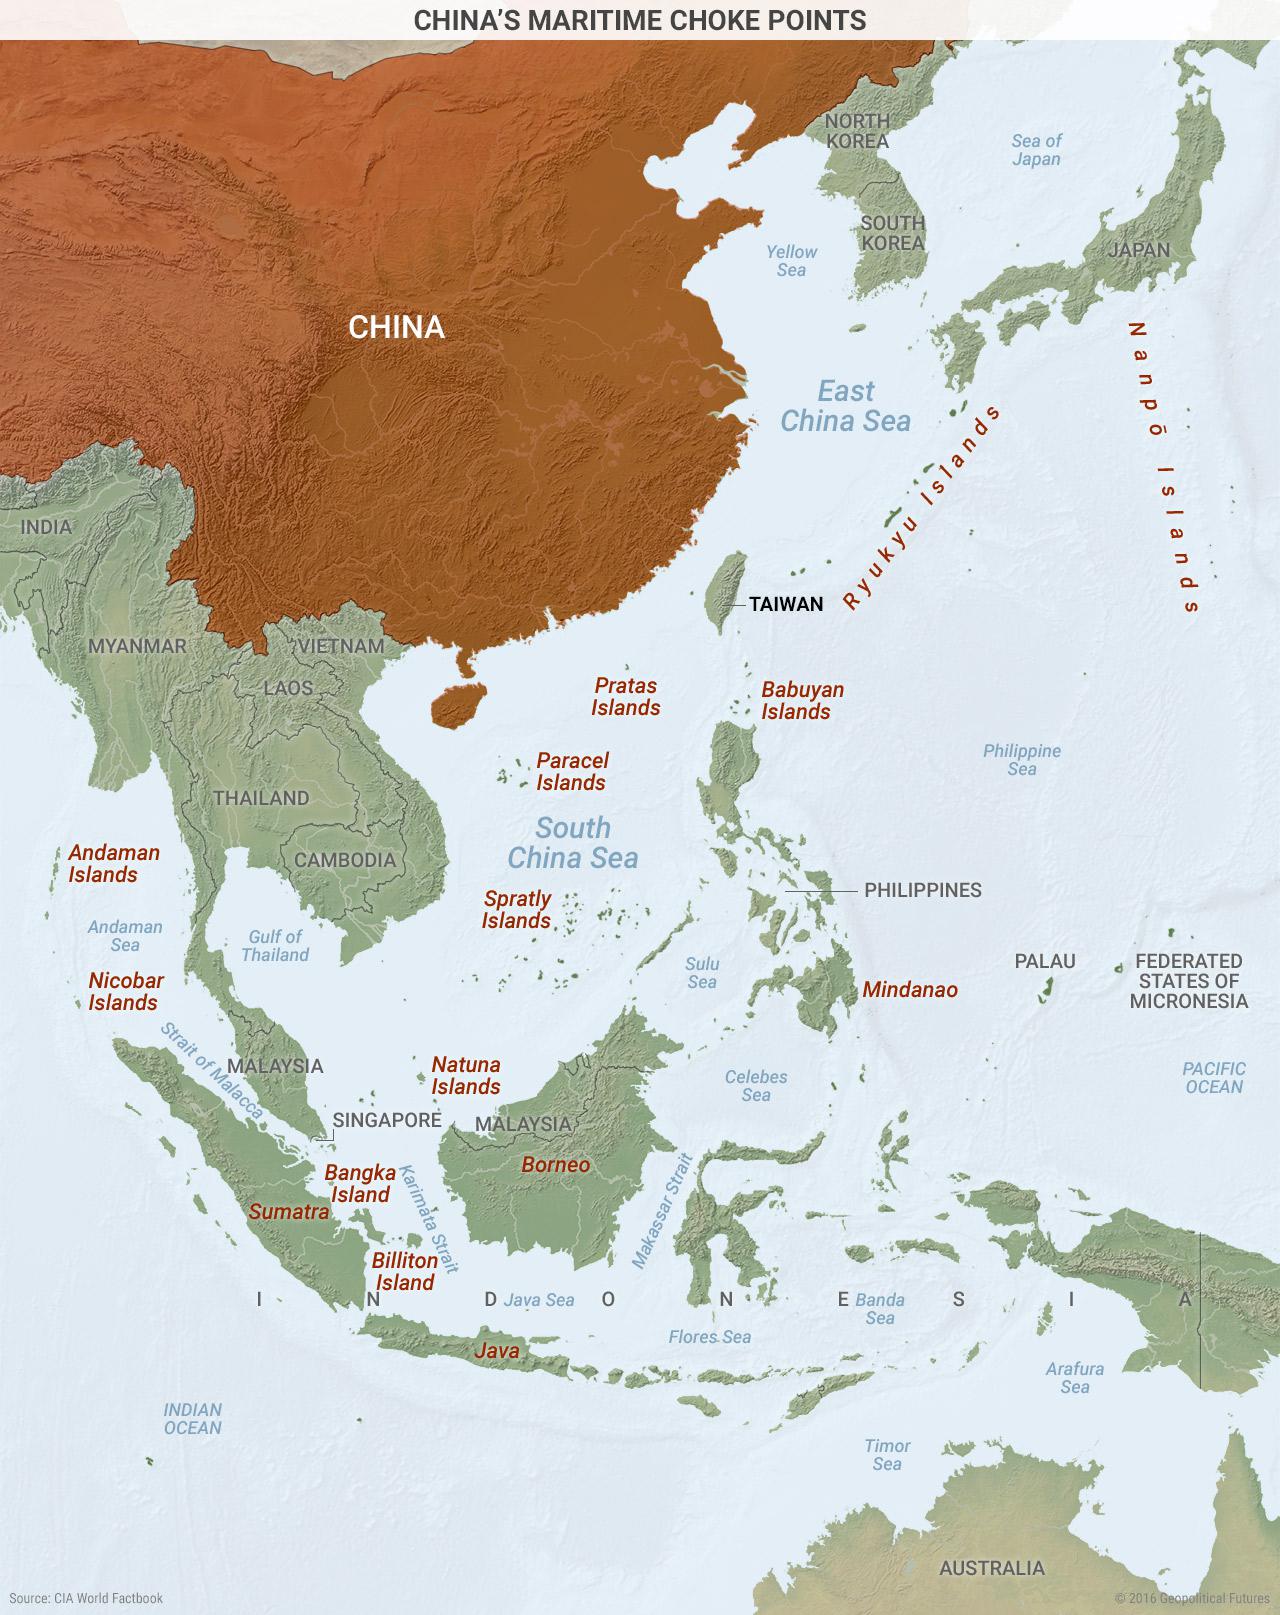 CHINA'S MARITIME CHOKE POINTS
NORTH
KOREA
Sea of
Japan
SOUTH
KOREA
JAPAN
Yellow
Sea
CHINA
Nanpō Islands
East
China Sea
Ryukyu Islands
INDIA
TAIWAN
MYANMAR
VIETNAM
LAOS
Pratas
Islands
Babuyan
Islands
Paracel
Islands
Philippine
Sea
THAILAND
South
China Sea
Andaman
Islands
CAMBODIA
PHILIPPINES
Spratly
Islands
Andaman
Sea
Gulf of
Thailand
Sulu
Sea
PALAU
FEDERATED
STATES OF
MICRONESIA
Nicobar
Islands
Mindanao
Strait of Malacca
MALAYSIA
Natuna
Islands
Celebes
Sea
PACIFIC
OCEAN
SINGAPORE
MALAYSIA
Borneo
Bangka
Island
Karimata Strait
Makassar Strait
Sumatra
Billiton
Island
I N D O N E S I A
Java Sea
Banda
Sea
Flores Sea
Java
Arafura
Sea
INDIAN
OCEAN
Timor
Sea
AUSTRALIA
Source: CIA World Factbook
© 2016 Geopolitical Futures